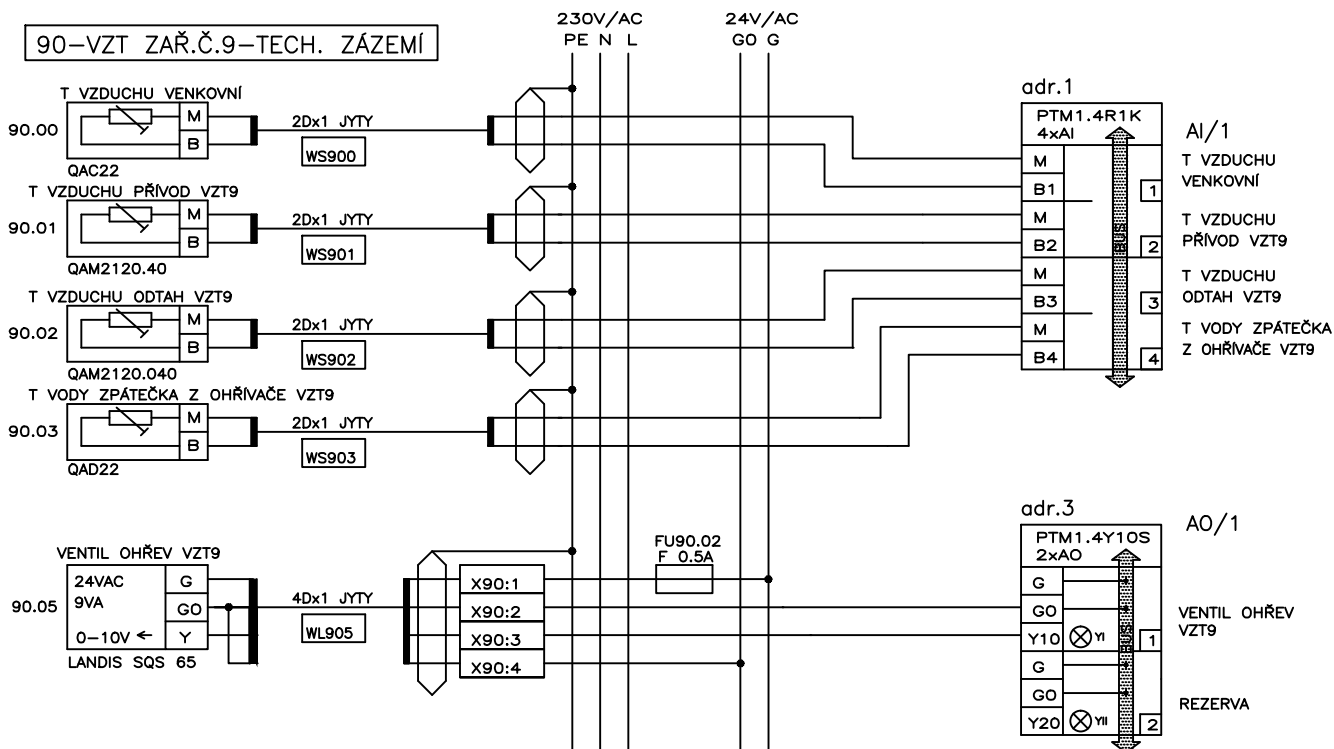 90-VZT ZAŘ.Č.9-TECH. ZÁZEMÍ
230V/AC
PE N L
24V/AC
G0 G
T VZDUCHU VENKOVNÍ
90.00
M
B
QAC22
2Dx1 JYTY
WS900
T VZDUCHU PŘÍVOD VZT9
90.01
M
B
QAM2120.40
2Dx1 JYTY
WS901
T VZDUCHU ODTAH VZT9
90.02
M
B
QAM2120.040
2Dx1 JYTY
WS902
T VODY ZPÁTEČKA Z OHŘÍVAČE VZT9
90.03
M
B
QAD22
2Dx1 JYTY
WS903
adr.1
PTM1.4R1K
4xAI
AI/1
M
B1
1
T VZDUCHU
VENKOVNÍ
M
B2
2
T VZDUCHU
PŘÍVOD VZT9
M
B3
3
T VZDUCHU
ODTAH VZT9
M
B4
4
T VODY ZPÁTEČKA
Z OHŘÍVAČE VZT9
BUS
VENTIL OHŘEV VZT9
90.05
24VAC
9VA
0-10V ←
G
G0
Y
LANDIS SQS 65
4Dx1 JYTY
WL905
X90:1
X90:2
X90:3
X90:4
FU90.02
F 0.5A
adr.3
PTM1.4Y10S
2xAO
AO/1
G
G0
Y10
YI
1
VENTIL OHŘEV
VZT9
G
G0
Y20
YII
2
REZERVA
BUS